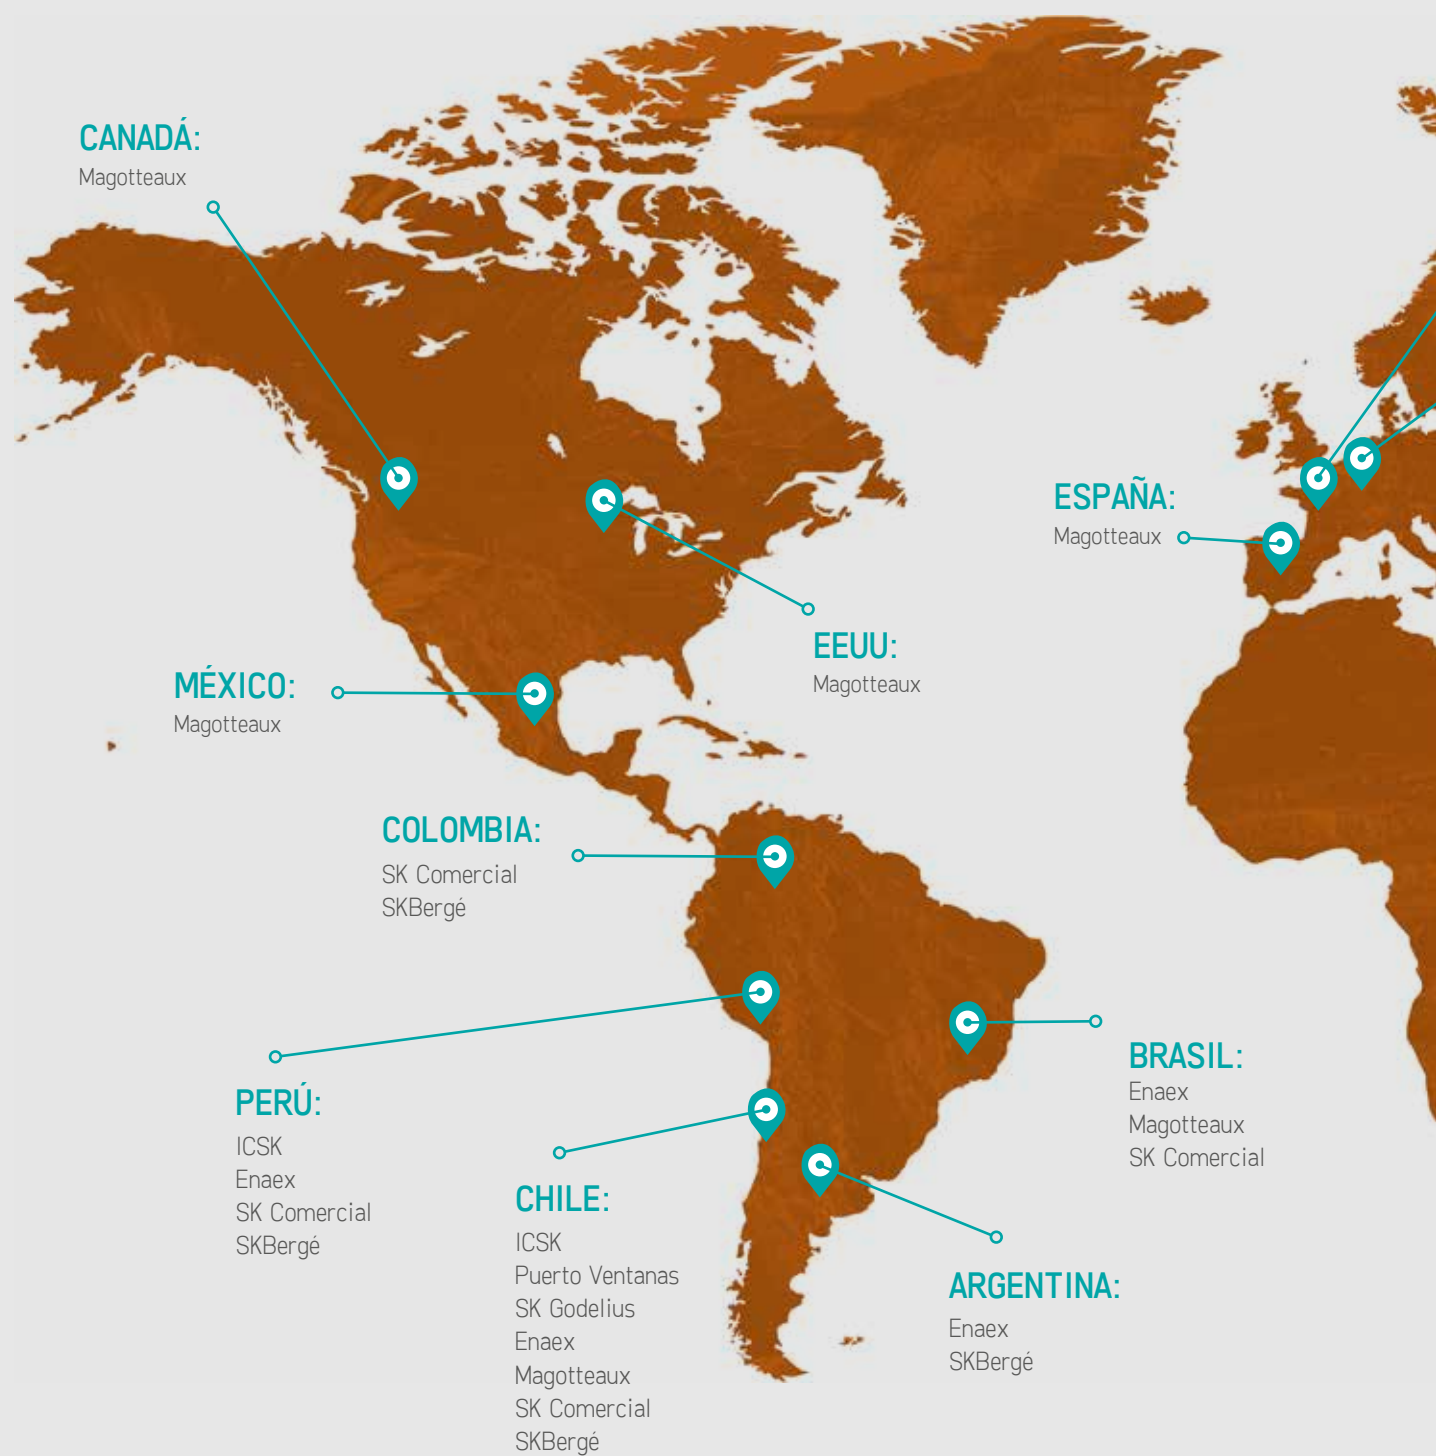 CANADÁ:
Magotteaux
ESPAÑA:
Magotteaux
EEUU:
Magotteaux
MÉXICO:
Magotteaux
COLOMBIA:
SK Comercial
SKBergé
PERÚ:
ICSK
Enaex
SK Comercial
SKBergé
CHILE:
ICSK
Puerto Ventanas
SK Godelius
Enaex
Magotteaux
SK Comercial
SKBergé
BRASIL:
Enaex
Magotteaux
SK Comercial
ARGENTINA:
Enaex
SKBergé